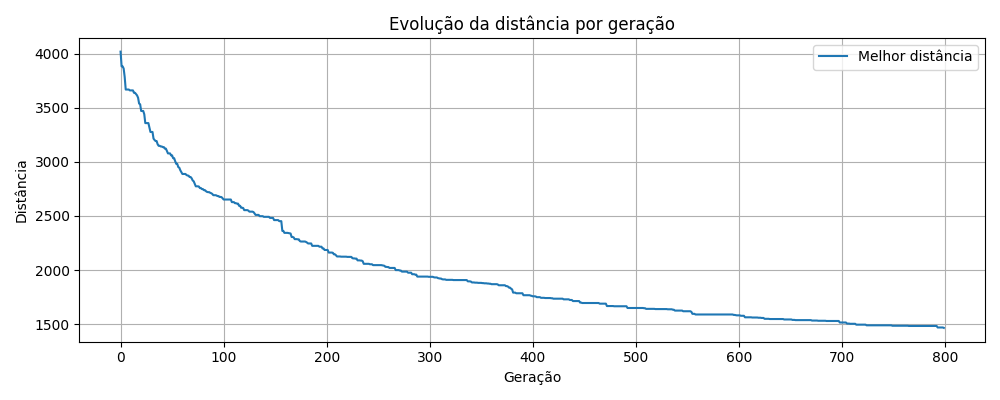 Evolução da distância por geração
Melhor distância
Distância
4000
3500
3000
2500
2000
1500
0 100 200 300 400 500 600 700 800
Geração